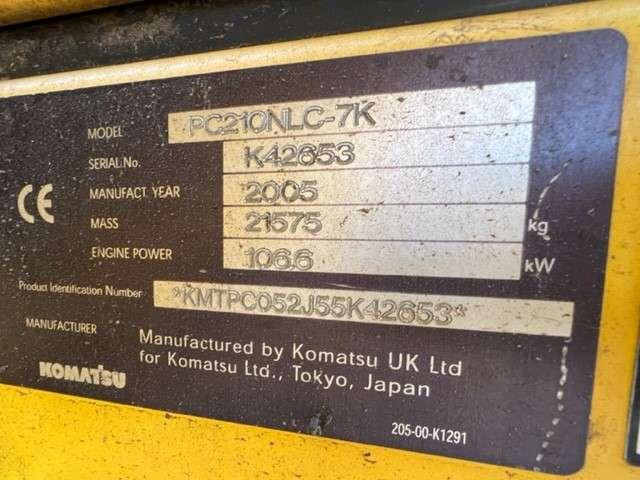 MODEL PC210NLC-7K
SERIAL No. K42653
CE
MANUFACT. YEAR 2005
MASS 21575 kg
ENGINE POWER 106.6 kW
Product Identification Number *KMTPC052J55K42653*
MANUFACTURER
Manufactured by Komatsu UK Ltd
for Komatsu Ltd., Tokyo, Japan
KOMATSU
205-00-K1291